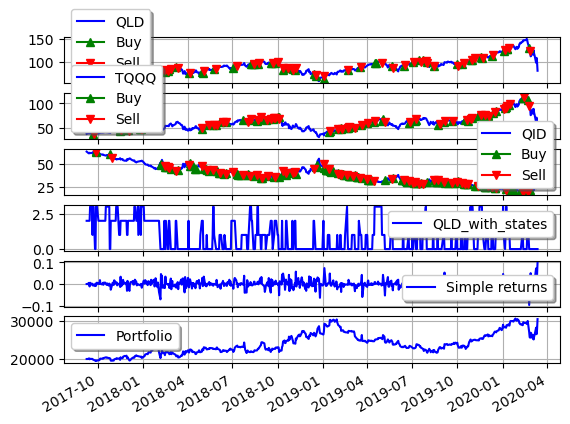 QLD
Buy
Sell
150
100
TQQQ
Buy
Sell
100
50
QID
Buy
Sell
50
25
QLD_with_states
2.5
0.0
0.1
Simple returns
0.0
−0.1
30000
Portfolio
20000
2017-10
2018-01
2018-04
2018-07
2018-10
2019-01
2019-04
2019-07
2019-10
2020-01
2020-04